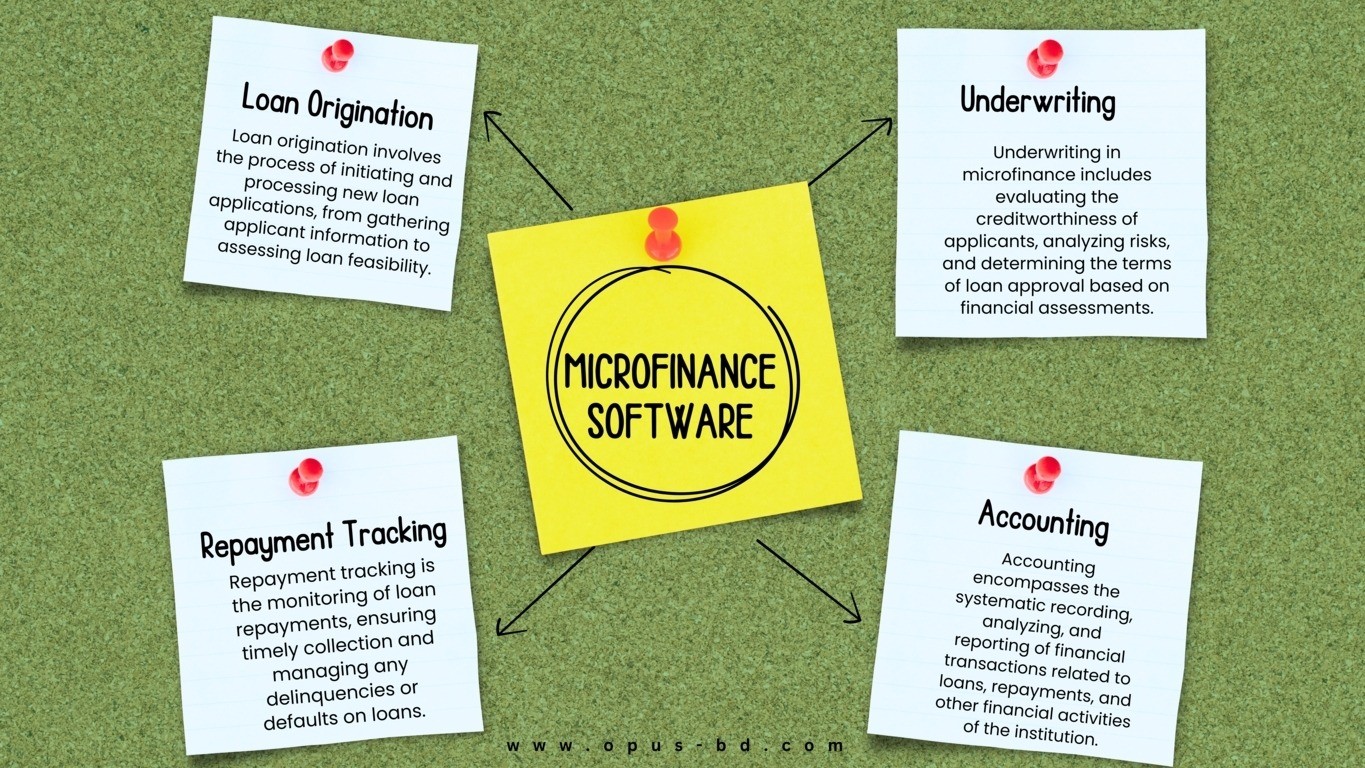 Loan Origination
Loan origination involves
the process of initiating and
processing new loan
applications, from gathering
applicant information to
assessing loan feasibility.
Underwriting
Underwriting in
microfinance includes
evaluating the
creditworthiness of
applicants, analyzing risks,
and determining the terms
of loan approval based on
financial assessments.
MICROFINANCE
SOFTWARE
Repayment Tracking
Repayment tracking is
the monitoring of loan
repayments, ensuring
timely collection and
managing any
delinquencies or
defaults on loans.
Accounting
Accounting
encompasses the
systematic recording,
analyzing, and
reporting of financial
transactions related to
loans, repayments, and
other financial activities
of the institution.
www.opus-bd.com